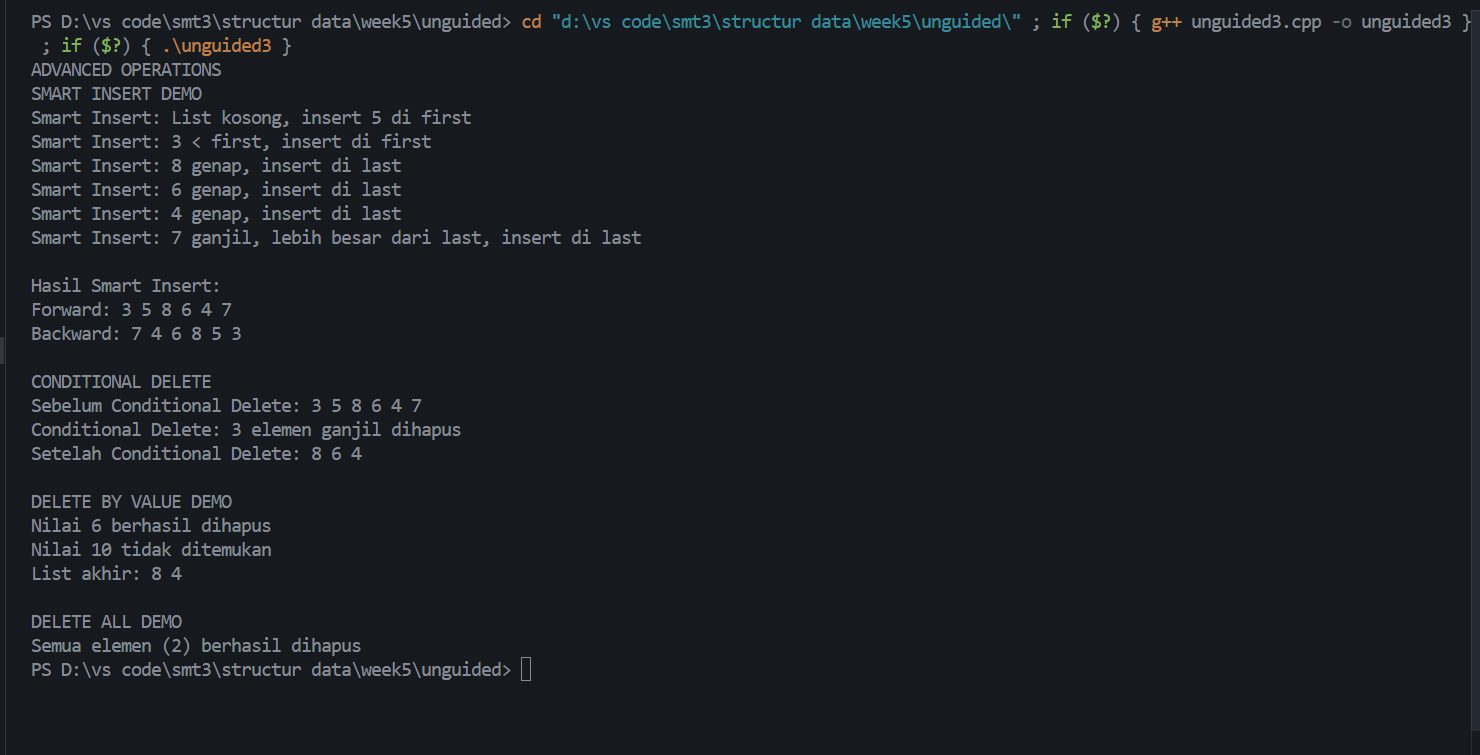 PS D:\vs code\smt3\structur data\week5\unguided> cd "d:\vs code\smt3\structur data\week5\unguided\" ; if ($?) { g++ unguided3.cpp -o unguided3 }
; if ($?) { .\unguided3 }
ADVANCED OPERATIONS
SMART INSERT DEMO
Smart Insert: List kosong, insert 5 di first
Smart Insert: 3 < first, insert di first
Smart Insert: 8 genap, insert di last
Smart Insert: 6 genap, insert di last
Smart Insert: 4 genap, insert di last
Smart Insert: 7 ganjil, lebih besar dari last, insert di last

Hasil Smart Insert:
Forward: 3 5 8 6 4 7
Backward: 7 4 6 8 5 3

CONDITIONAL DELETE
Sebelum Conditional Delete: 3 5 8 6 4 7
Conditional Delete: 3 elemen ganjil dihapus
Setelah Conditional Delete: 8 6 4

DELETE BY VALUE DEMO
Nilai 6 berhasil dihapus
Nilai 10 tidak ditemukan
List akhir: 8 4

DELETE ALL DEMO
Semua elemen (2) berhasil dihapus
PS D:\vs code\smt3\structur data\week5\unguided>